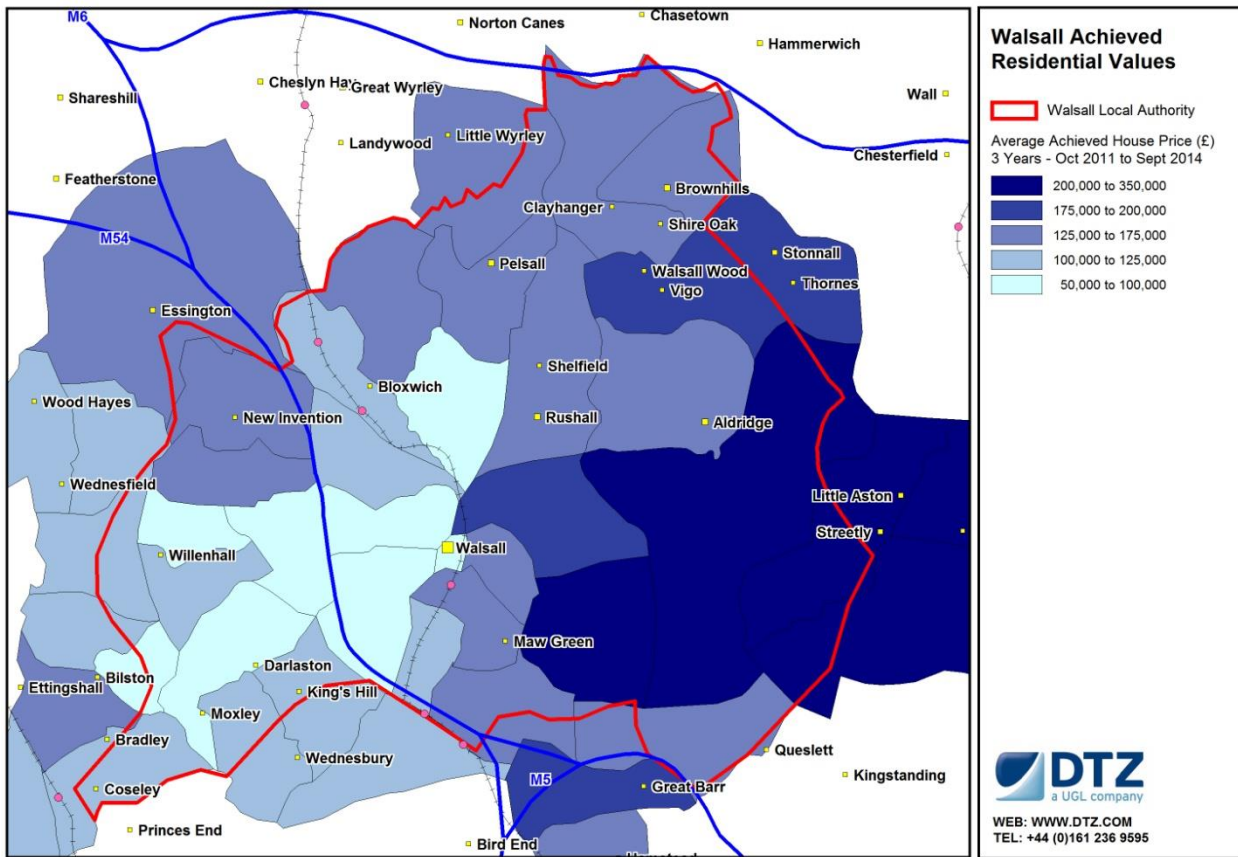 M6
Norton Canes
Chasetown
Hammerwich
Cheslyn Hay
Great Wyrley
Shareshill
Wall
Little Wyrley
Landywood
Chesterfield
Featherstone
Brownhills
Clayhanger
Shire Oak
M54
Stonnall
Pelsall
Walsall Wood
Vigo
Thornes
Essington
Shelfield
Bloxwich
Wood Hayes
New Invention
Rushall
Aldridge
Wednesfield
Little Aston
Streetly
Willenhall
Walsall
Maw Green
Darlaston
Bilston
Ettingshall
King's Hill
Moxley
Bradley
Wednesbury
Queslett
M5
Great Barr
Kingstanding
Coseley
Princes End
Bird End
Walsall Achieved
Residential Values
Walsall Local Authority
Average Achieved House Price (£)
3 Years - Oct 2011 to Sept 2014
200,000 to 350,000
175,000 to 200,000
125,000 to 175,000
100,000 to 125,000
50,000 to 100,000
DTZ
a UGL company
WEB: WWW.DTZ.COM
TEL: +44 (0)161 236 9595